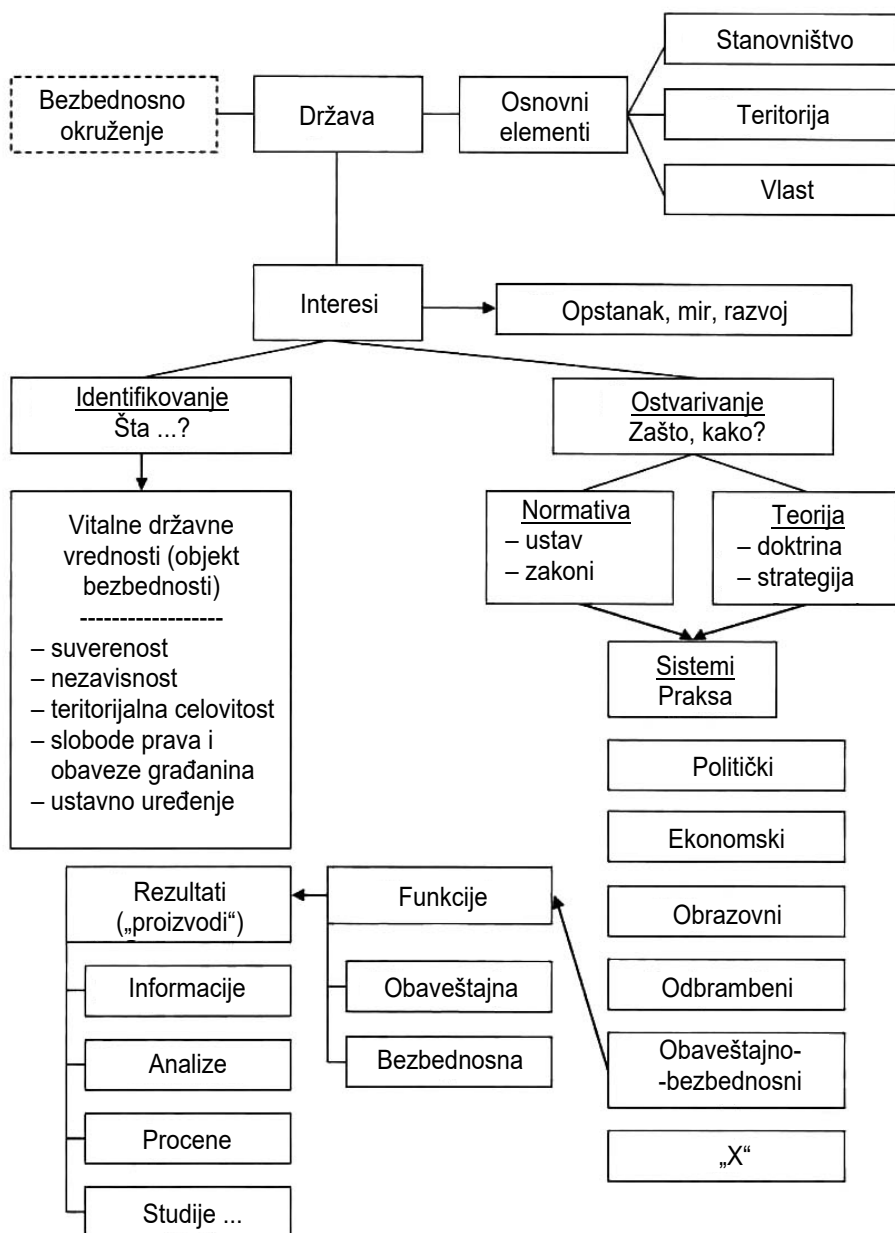 Bezbednosno
okruženje
Država
Osnovni
elementi
Stanovništvo
Teritorija
Vlast
Interesi
Opstanak, mir, razvoj
Identifikovanje
Šta ...?
Ostvarivanje
Zašto, kako?
Vitalne državne
vrednosti (objekt
bezbednosti)
------------------
– suverenost
– nezavisnost
– teritorijalna celovitost
– slobode prava i
obaveze građanina
– ustavno uređenje
Normativa
– ustav
– zakoni
Teorija
– doktrina
– strategija
Sistemi
Praksa
Politički
Ekonomski
Obrazovni
Odbrambeni
Obaveštajno-
-bezbednosni
„X“
Funkcije
Obaveštajna
Bezbednosna
Rezultati
(„proizvodi“)
Informacije
Analize
Procene
Studije ...